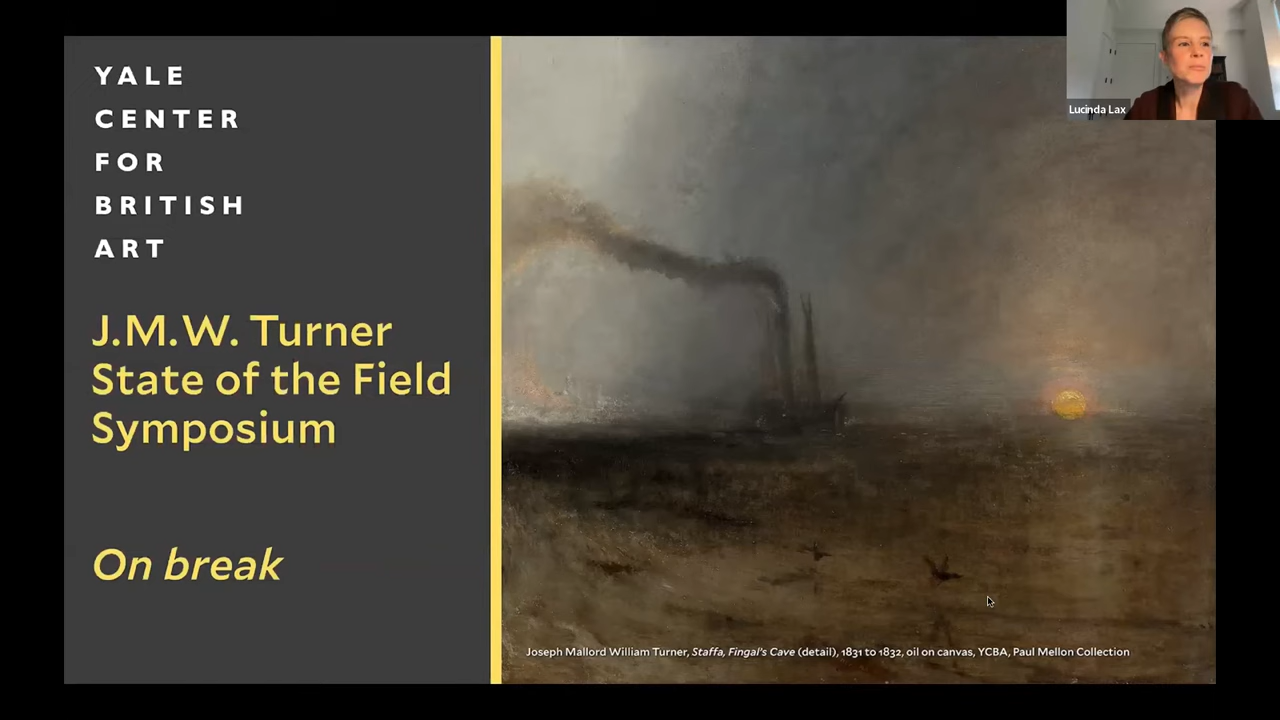 YALE
CENTER
FOR
BRITISH
ART
J.M.W. Turner
State of the Field
Symposium
On break
Joseph Mallord William Turner, Staffa, Fingal's Cave (detail), 1831 to 1832, oil on canvas, YCBA, Paul Mellon Collection
Lucinda Lax